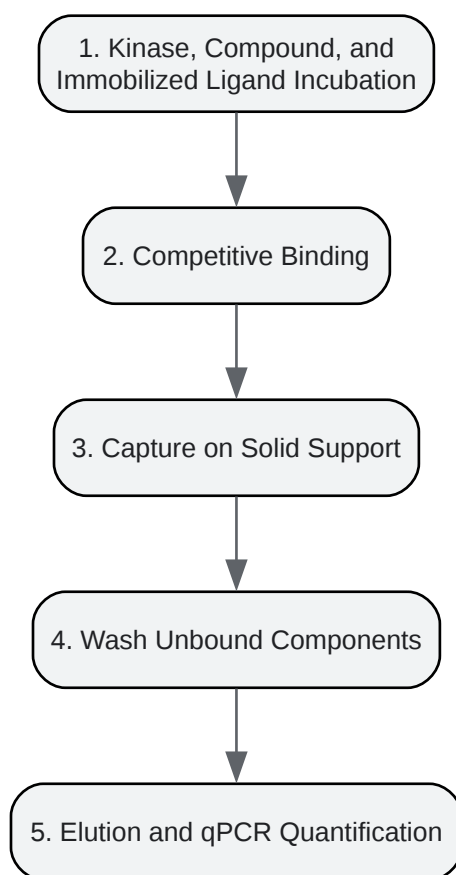 1. Kinase, Compound, and
Immobilized Ligand Incubation
2. Competitive Binding
3. Capture on Solid Support
4. Wash Unbound Components
5. Elution and qPCR Quantification